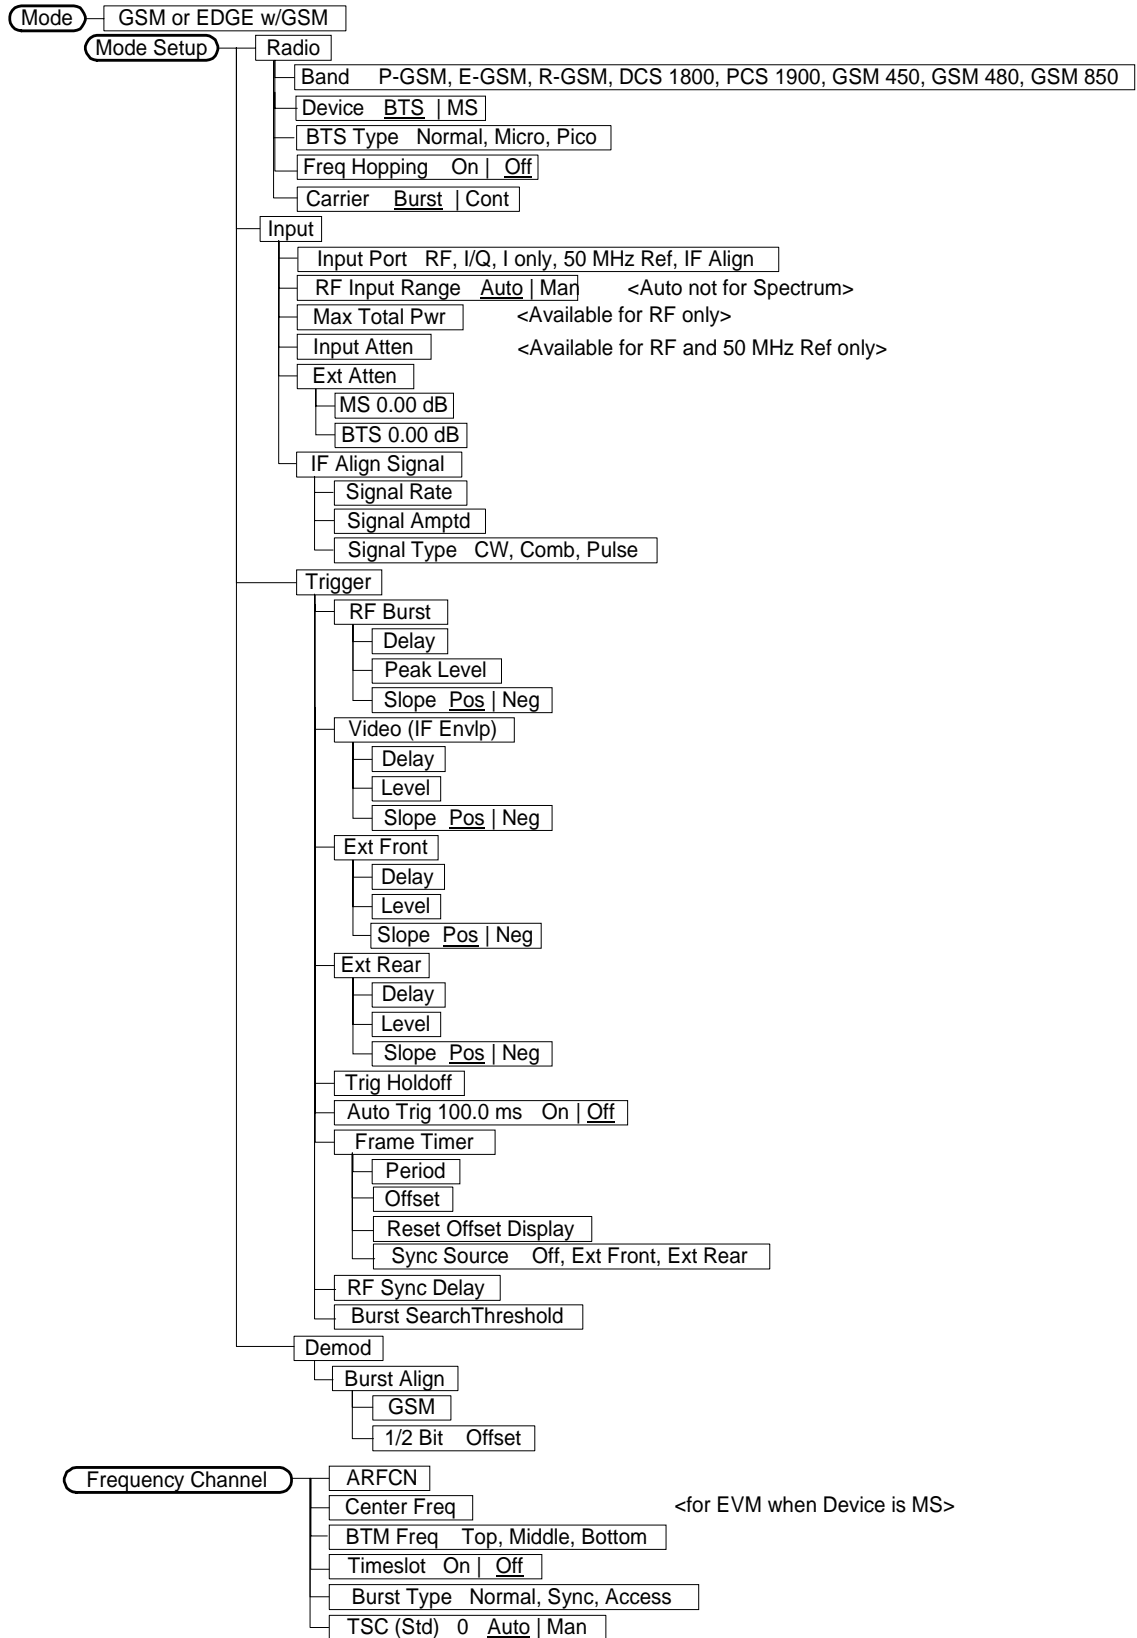 Mode GSM or EDGE w/GSM
Mode Setup Radio
Band P-GSM, E-GSM, R-GSM, DCS 1800, PCS 1900, GSM 450, GSM 480, GSM 850
Device BTS | MS
BTS Type Normal, Micro, Pico
Freq Hopping On | Off
Carrier Burst | Cont
Input
Input Port RF, I/Q, I only, 50 MHz Ref, IF Align
RF Input Range Auto | Man <Auto not for Spectrum>
Max Total Pwr <Available for RF only>
Input Atten <Available for RF and 50 MHz Ref only>
Ext Atten
MS 0.00 dB
BTS 0.00 dB
IF Align Signal
Signal Rate
Signal Amptd
Signal Type CW, Comb, Pulse
Trigger
RF Burst
Delay
Peak Level
Slope Pos | Neg
Video (IF Envlp)
Delay
Level
Slope Pos | Neg
Ext Front
Delay
Level
Slope Pos | Neg
Ext Rear
Delay
Level
Slope Pos | Neg
Trig Holdoff
Auto Trig 100.0 ms On | Off
Frame Timer
Period
Offset
Reset Offset Display
Sync Source Off, Ext Front, Ext Rear
RF Sync Delay
Burst SearchThreshold
Demod
Burst Align
GSM
1/2 Bit Offset
Frequency Channel ARFCN
Center Freq <for EVM when Device is MS>
BTM Freq Top, Middle, Bottom
Timeslot On | Off
Burst Type Normal, Sync, Access
TSC (Std) 0 Auto | Man